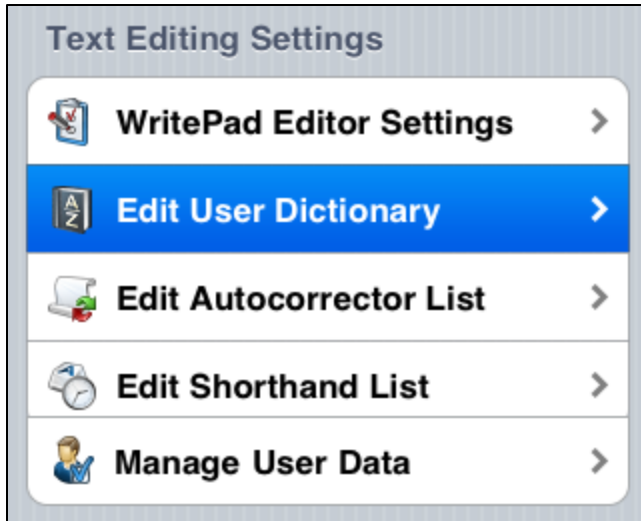 Text Editing Settings
WritePad Editor Settings
A
Z
Edit User Dictionary
Edit Autocorrector List
Edit Shorthand List
Manage User Data